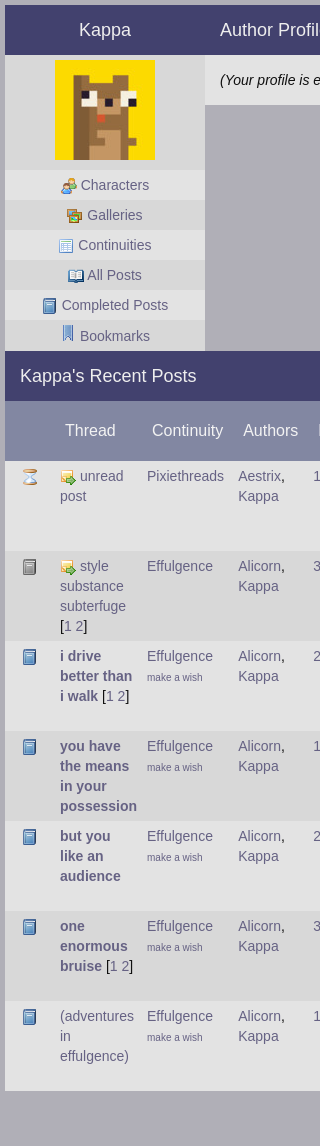 Kappa
Author Profil
(Your profile is e
Characters
Galleries
Continuities
All Posts
Completed Posts
Bookmarks
Kappa's Recent Posts
Thread Continuity Authors
unread post Pixiethreads Aestrix, Kappa 1
style substance subterfuge [1 2] Effulgence Alicorn, Kappa 3
i drive better than i walk [1 2] Effulgence make a wish Alicorn, Kappa 2
you have the means in your possession Effulgence make a wish Alicorn, Kappa 1
but you like an audience Effulgence make a wish Alicorn, Kappa 2
one enormous bruise [1 2] Effulgence make a wish Alicorn, Kappa 3
(adventures in effulgence) Effulgence make a wish Alicorn, Kappa 1